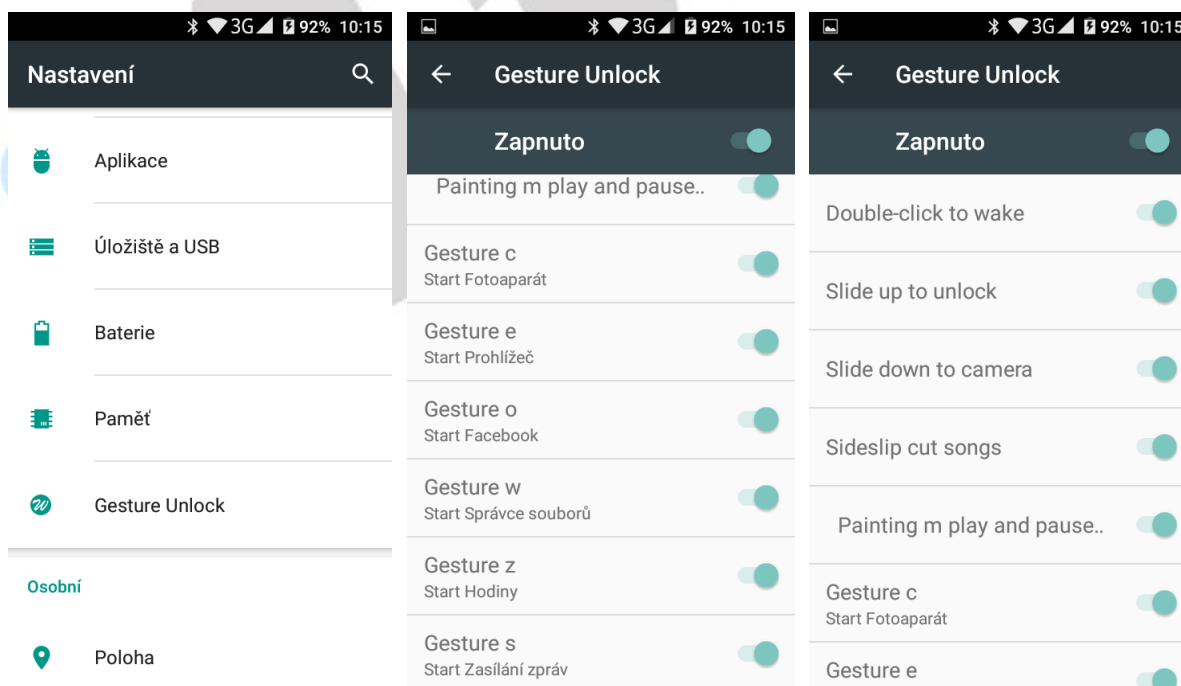 3G 92% 10:15
Nastavení
Aplikace
Úložiště a USB
Baterie
Paměť
Gesture Unlock
Osobní
Poloha
3G 92% 10:15
Gesture Unlock
Zapnuto
Painting m play and pause..
Gesture c
Start Fotoaparát
Gesture e
Start Prohlížeč
Gesture o
Start Facebook
Gesture w
Start Správce souborů
Gesture z
Start Hodiny
Gesture s
Start Zasílání zpráv
3G 92% 10:15
Gesture Unlock
Zapnuto
Double-click to wake
Slide up to unlock
Slide down to camera
Sideslip cut songs
Painting m play and pause..
Gesture c
Start Fotoaparát
Gesture e